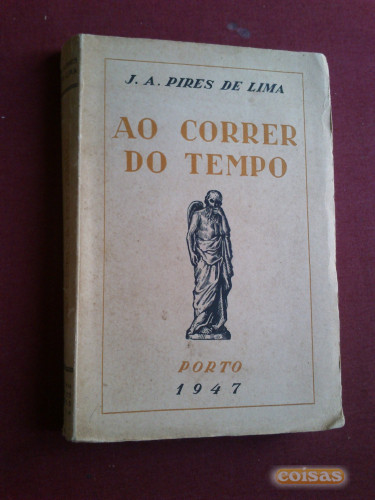 J. A. PIRES DE LIMA
AO CORRER
DO TEMPO
PORTO
1947
coisas